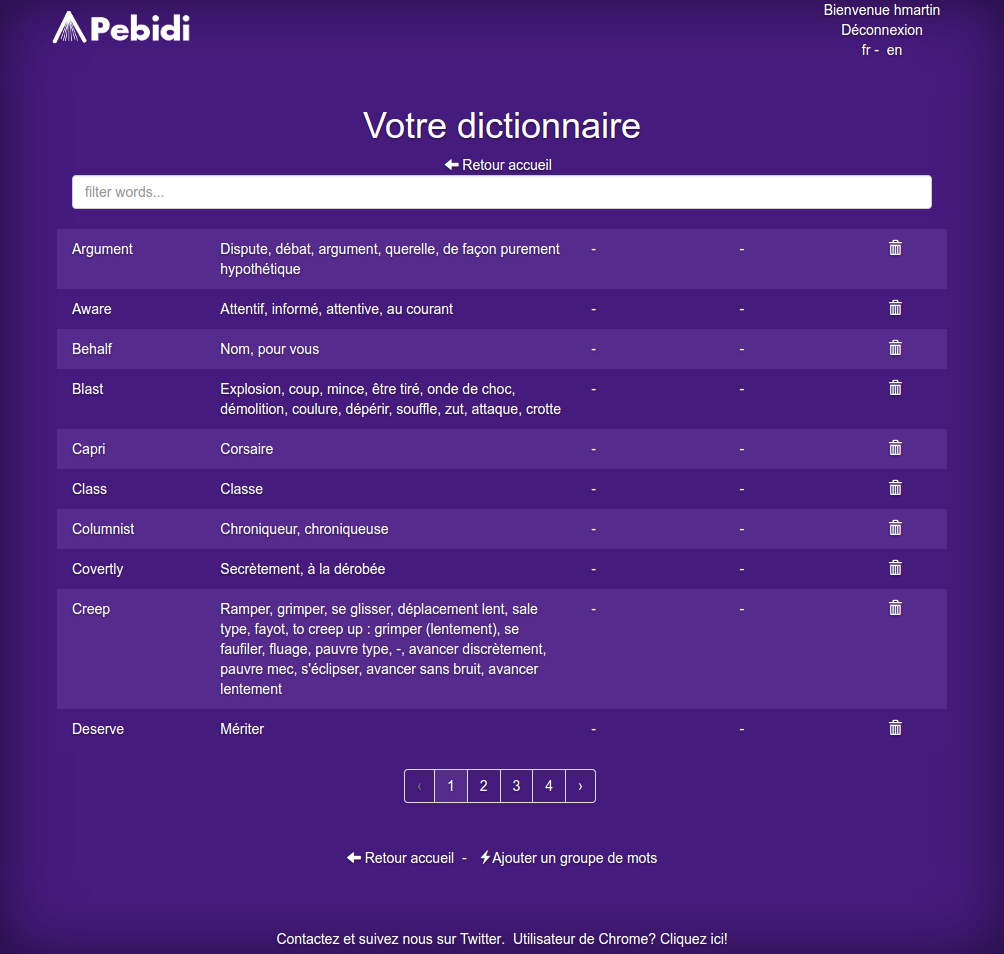 Pebidi
Bienvenue hmartin
Déconnexion
fr - en
Votre dictionnaire
Retour accueil
filter words...
Argument Dispute, débat, argument, querelle, de façon purement - -
hypothétique
Aware Attentif, informé, attentive, au courant - -
Behalf Nom, pour vous - -
Blast Explosion, coup, mince, être tiré, onde de choc, - -
démolition, coulure, dépérir, souffle, zut, attaque, crotte
Capri Corsaire - -
Class Classe - -
Columnist Chroniqueur, chroniqueuse - -
Covertly Secrètement, à la dérobée - -
Creep Ramper, grimper, se glisser, déplacement lent, sale - -
type, fayot, to creep up : grimper (lentement), se
faufiler, fluage, pauvre type, -, avancer discrètement,
pauvre mec, s'éclipser, avancer sans bruit, avancer
lentement
Deserve Mériter - -
‹ 1 2 3 4 ›
Retour accueil - Ajouter un groupe de mots
Contactez et suivez nous sur Twitter. Utilisateur de Chrome? Cliquez ici!